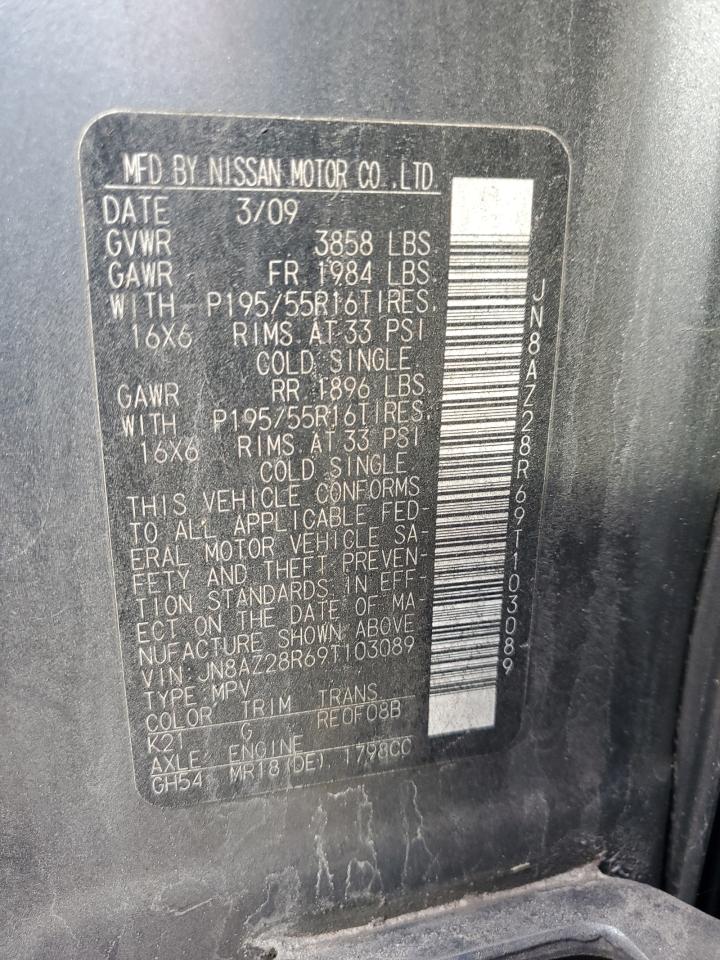 MFD BY NISSAN MOTOR CO.,LTD
DATE 3/09
GVWR 3858 LBS
GAWR FR 1984 LBS
WITH P195/55R16TIRES,
16X6 RIMS AT 33 PSI
COLD SINGLE
GAWR RR 1896 LBS
WITH P195/55R16TIRES,
16X6 RIMS AT 33 PSI
COLD SINGLE
THIS VEHICLE CONFORMS
TO ALL APPLICABLE FED-
ERAL MOTOR VEHICLE SA-
FETY AND THEFT PREVEN-
TION STANDARDS IN EFF-
ECT ON THE DATE OF MA-
NUFACTURE SHOWN ABOVE
VIN: JN8AZ28R69T103089
TYPE: MPV
COLOR TRIM TRANS
K21 G RE0F08B
AXLE ENGINE
GH54 MR18(DE) 1798CC
JN8AZ28R69T103089